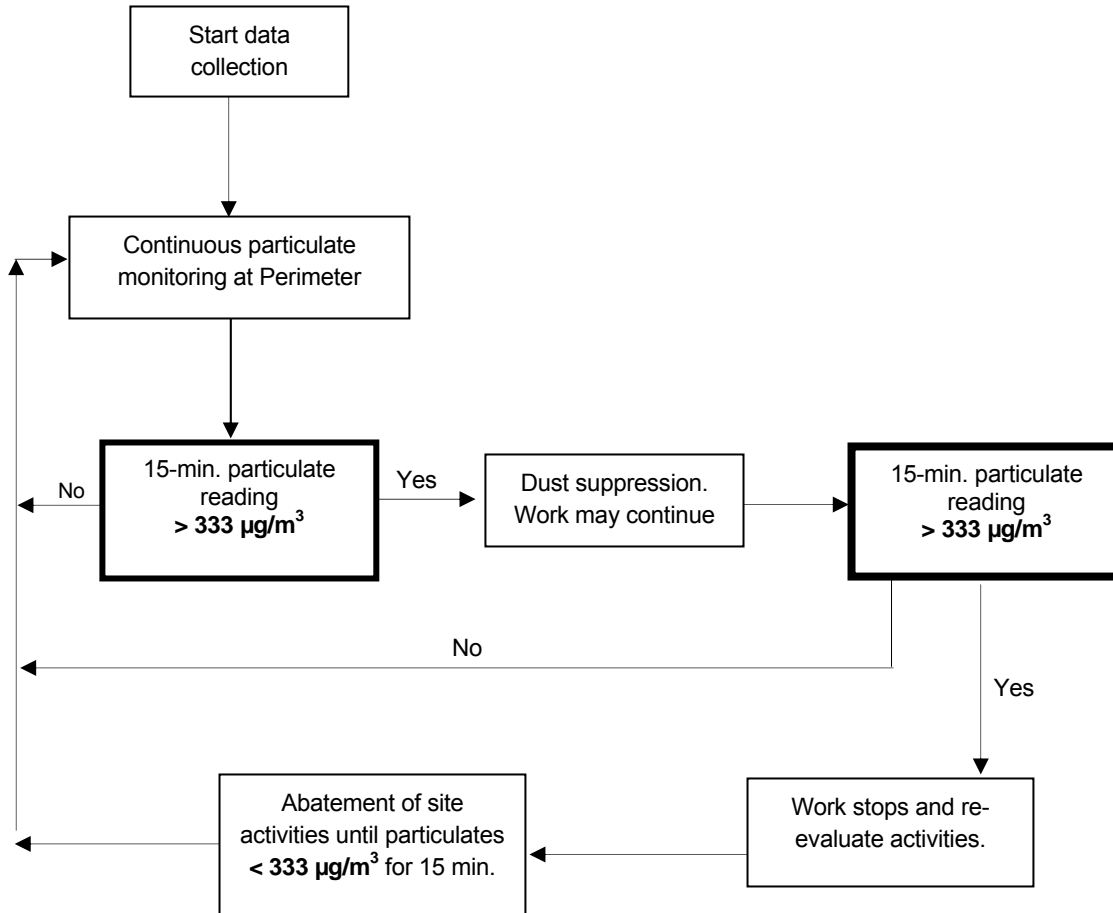 Start data
collection
Continuous particulate
monitoring at Perimeter
15-min. particulate
reading
> 333 µg/m³
No
Yes
Dust suppression.
Work may continue
15-min. particulate
reading
> 333 µg/m³
No
Yes
Work stops and re-
evaluate activities.
Abatement of site
activities until particulates
< 333 µg/m³ for 15 min.